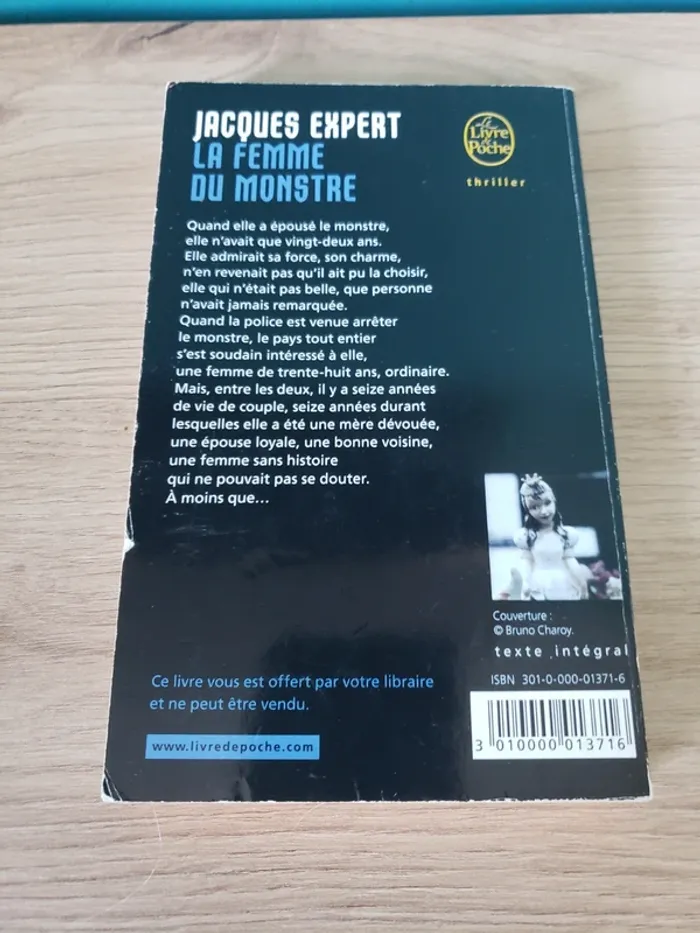 JACQUES EXPERT
LA FEMME
DU MONSTRE
Le
Livre
de
Poche
thriller
Quand elle a épousé le monstre,
elle n'avait que vingt-deux ans.
Elle admirait sa force, son charme,
n'en revenait pas qu'il ait pu la choisir,
elle qui n'était pas belle, que personne
n'avait jamais remarquée.
Quand la police est venue arrêter
le monstre, le pays tout entier
s'est soudain intéressé à elle,
une femme de trente-huit ans, ordinaire.
Mais, entre les deux, il y a seize années
de vie de couple, seize années durant
lesquelles elle a été une mère dévouée,
une épouse loyale, une bonne voisine,
une femme sans histoire
qui ne pouvait pas se douter.
À moins que…
Couverture :
© Bruno Charoy.
texte intégral
Ce livre vous est offert par votre libraire
et ne peut être vendu.
www.livredepoche.com
ISBN 301-0-000-01371-6
3 010000 013716